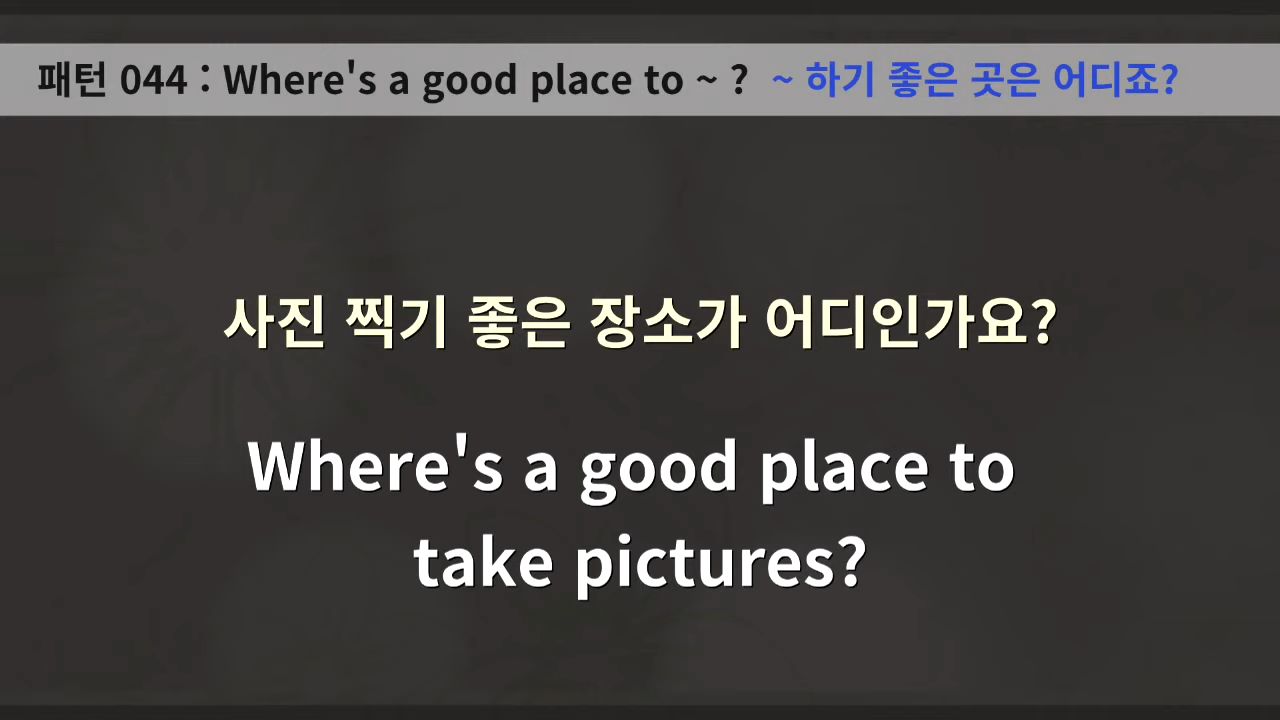 패턴 044 : Where's a good place to ~ ? ~ 하기 좋은 곳은 어디죠?
사진 찍기 좋은 장소가 어디인가요?
Where's a good place to
take pictures?